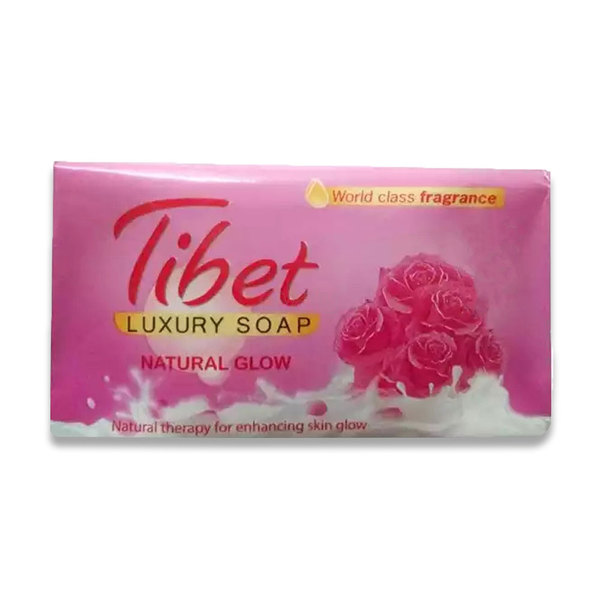 World class fragrance
Tibet
LUXURY SOAP
NATURAL GLOW
Natural therapy for enhancing skin glow